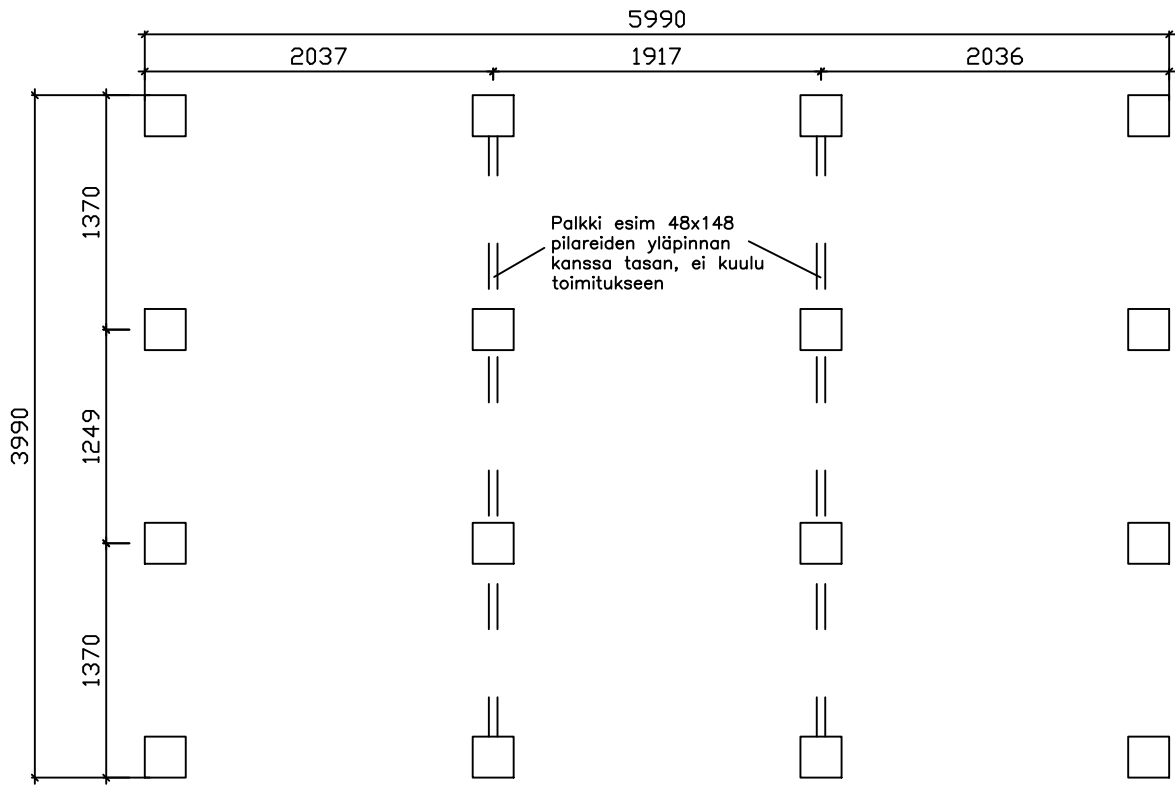 5990
2037
1917
2036
1370
Palkki esim 48x148
pilareiden yläpinnan
kanssa tasan, ei kuulu
toimitukseen
3990
1249
1370